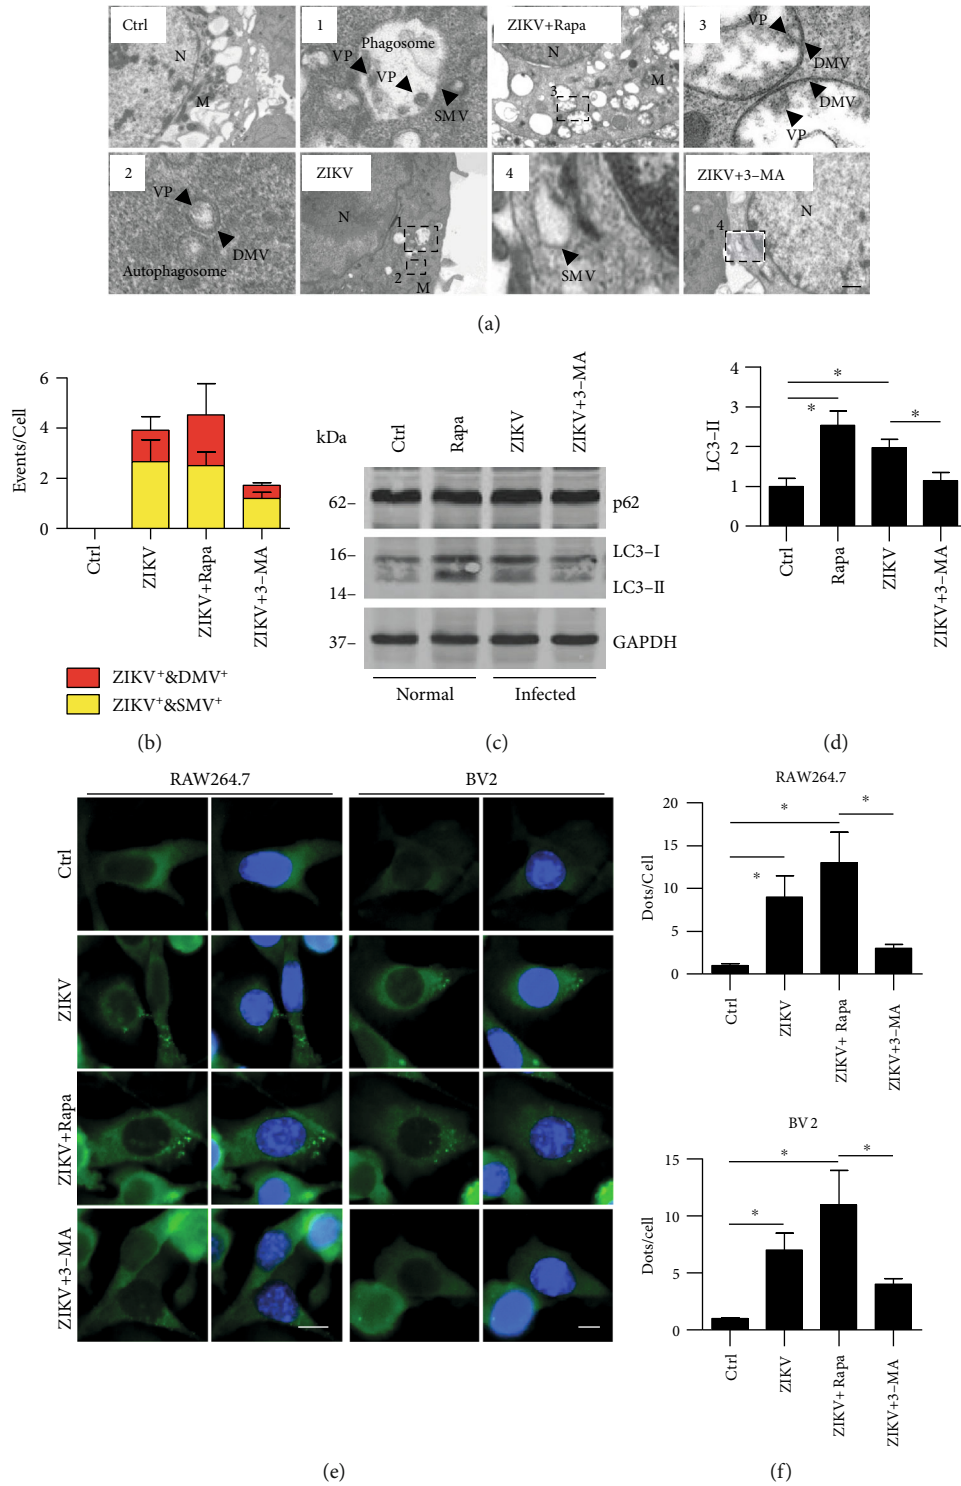 Ctrl
N
M
1
Phagosome
VP
VP
SMV
ZIKV+Rapa
N
M
3
3
VP
DMV
DMV
VP
2
VP
DMV
Autophagosome
ZIKV
N
1
2
M
4
SMV
ZIKV+3-MA
N
4
(a)
Events/Cell
6
4
2
0
Ctrl
ZIKV
ZIKV+Rapa
ZIKV+3-MA
ZIKV⁺&DMV⁺
ZIKV⁺&SMV⁺
(b)
kDa
Ctrl
Rapa
ZIKV
ZIKV+3-MA
62–
p62
16–
LC3-I
14–
LC3-II
37–
GAPDH
Normal
Infected
(c)
LC3-II
4
3
2
1
0
*
*
*
Ctrl
Rapa
ZIKV
ZIKV+3-MA
(d)
RAW264.7
BV2
Ctrl
ZIKV
ZIKV+Rapa
ZIKV+3-MA
(e)
RAW264.7
Dots/Cell
20
15
10
5
0
*
*
*
Ctrl
ZIKV
ZIKV+ Rapa
ZIKV+3-MA
BV2
Dots/cell
15
10
5
0
*
*
*
Ctrl
ZIKV
ZIKV+ Rapa
ZIKV+3-MA
(f)